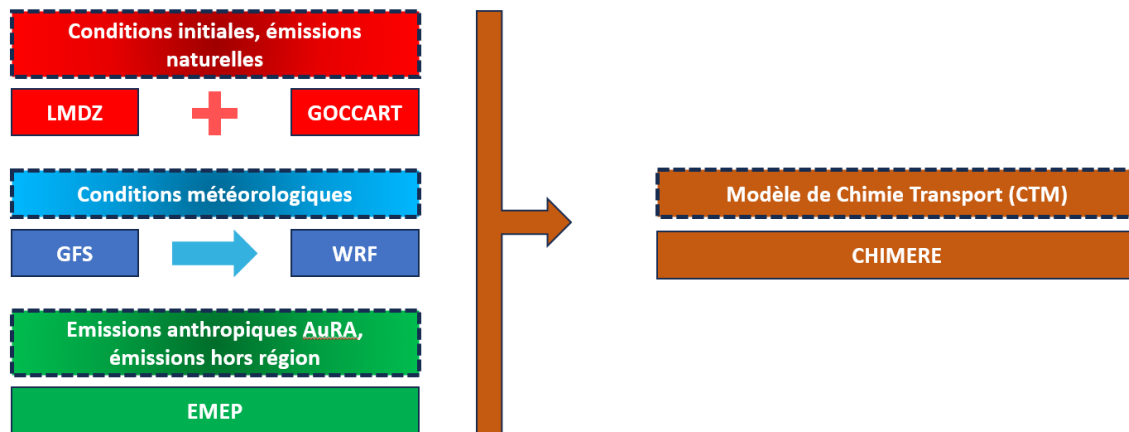 Conditions initiales, émissions
naturelles
LMDZ
GOCCART
Conditions météorologiques
GFS
WRF
Emissions anthropiques AuRA,
émissions hors région
EMEP
Modèle de Chimie Transport (CTM)
CHIMERE